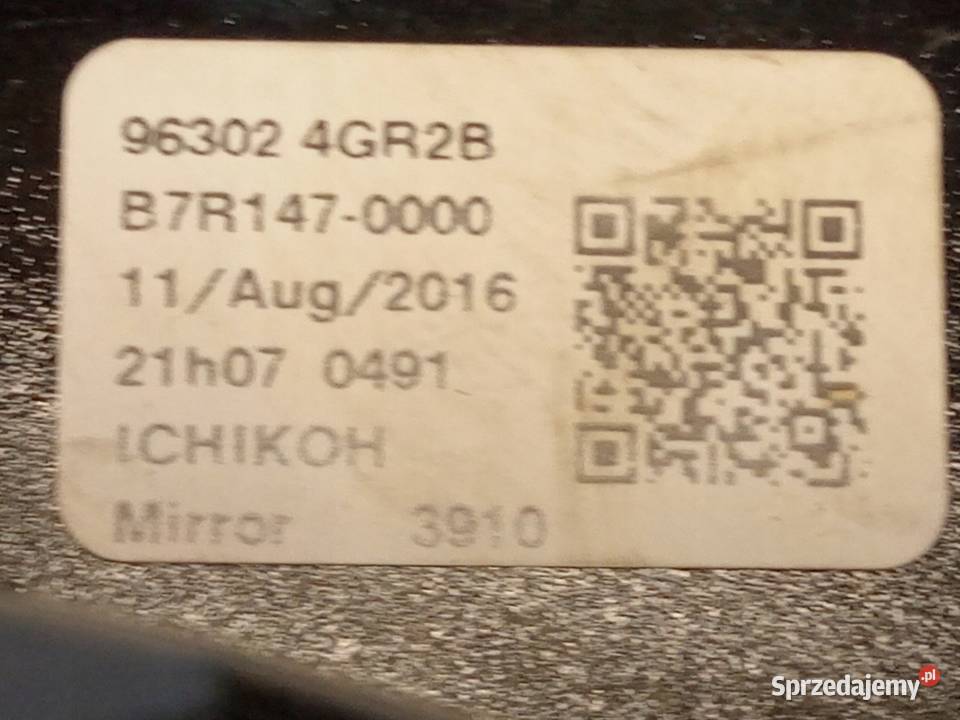 96302 4GR2B
B7R147-0000
11/Aug/2016
21h07 0491
ICHIKOH
Mirror 3910
Sprzedajemy.pl